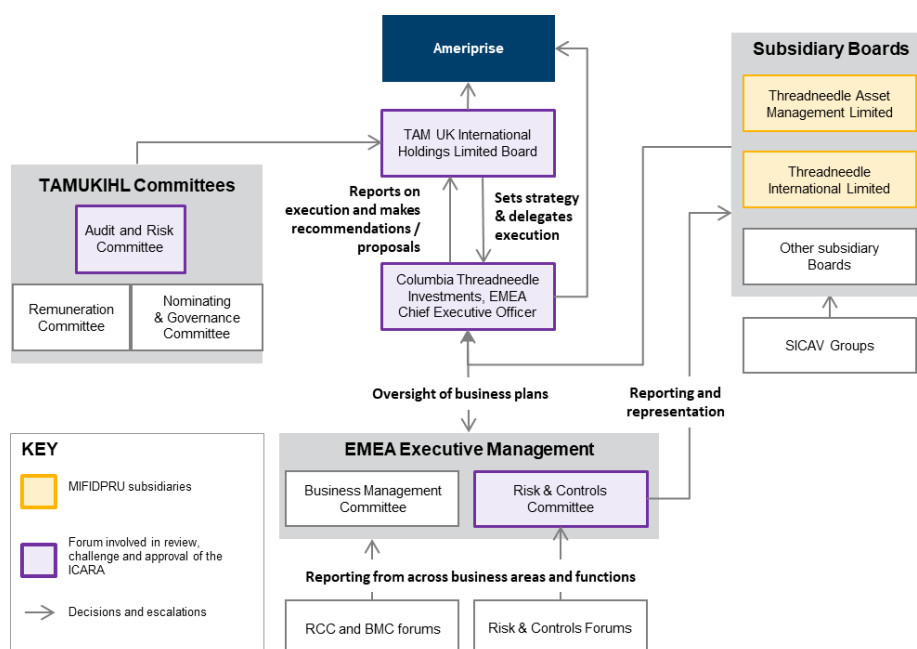 Ameriprise
Subsidiary Boards
Threadneedle Asset
Management Limited
TAM UK International
Holdings Limited Board
Threadneedle
International Limited
TAMUKIHL Committees
Audit and Risk
Committee
Reports on
execution and makes
recommendations /
proposals
Sets strategy
& delegates
execution
Other subsidiary
Boards
Remuneration
Committee
Nominating
& Governance
Committee
Columbia Threadneedle
Investments, EMEA
Chief Executive Officer
SICAV Groups
Oversight of business plans
Reporting and
representation
KEY
MIFIDPRU subsidiaries
Forum involved in review,
challenge and approval of the
ICARA
Decisions and escalations
EMEA Executive Management
Business Management
Committee
Risk & Controls
Committee
Reporting from across business areas and functions
RCC and BMC forums
Risk & Controls Forums